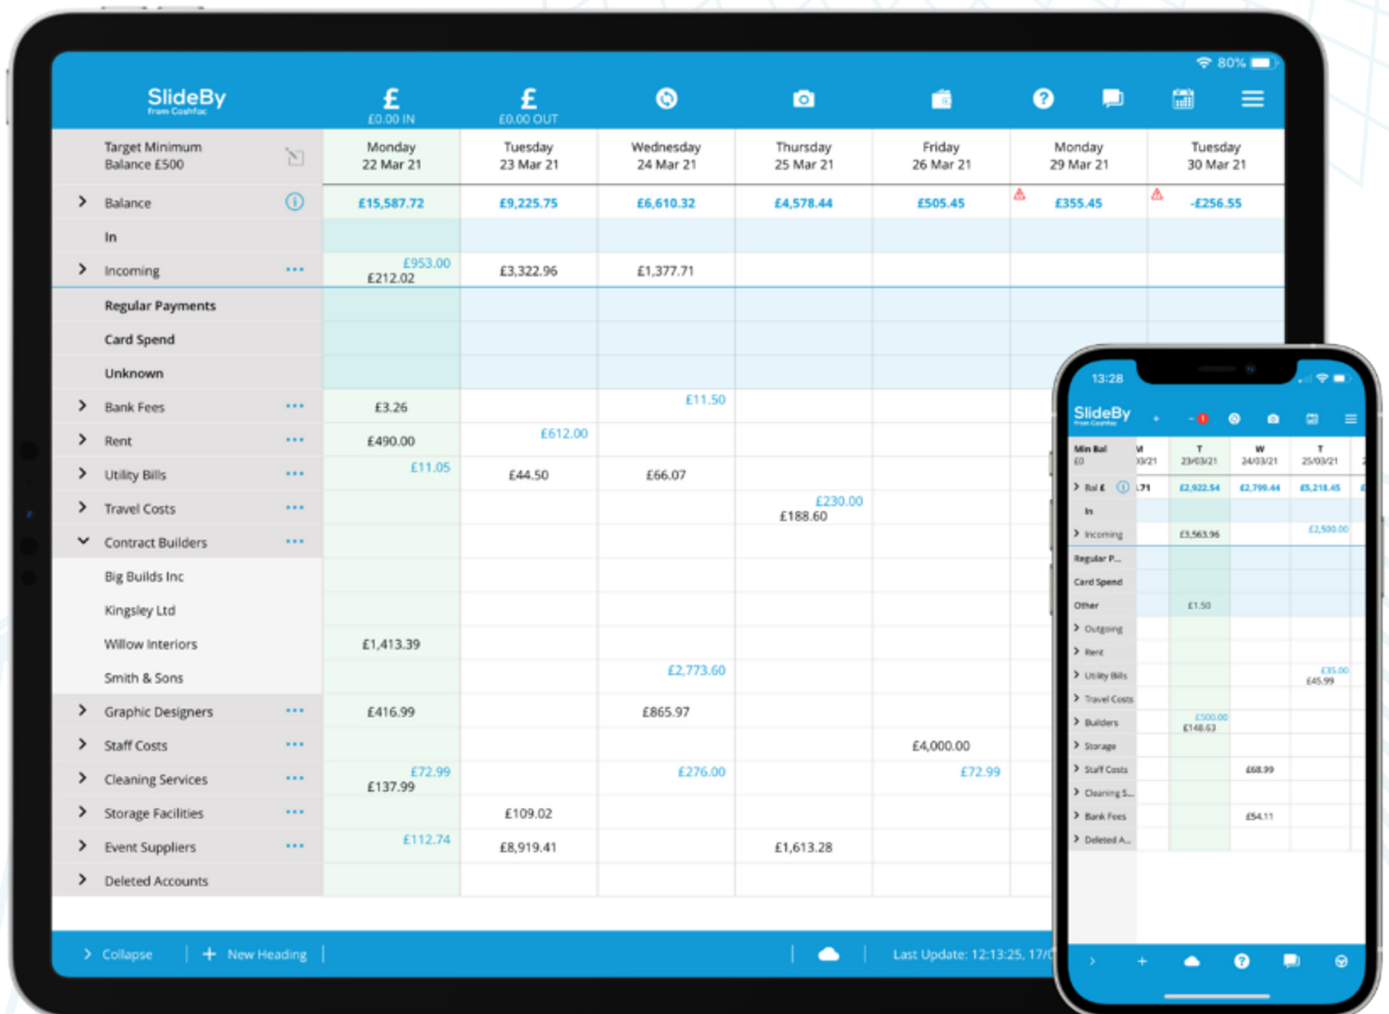 80%
SlideBy
from Cashfac
£ £
£0.00 IN £0.00 OUT
Target Minimum
Balance £500
Monday Tuesday Wednesday Thursday Friday Monday Tuesday
22 Mar 21 23 Mar 21 24 Mar 21 25 Mar 21 26 Mar 21 29 Mar 21 30 Mar 21
Balance £15,587.72 £9,225.75 £6,610.32 £4,578.44 £505.45 £355.45 -£256.55
In
£953.00
Incoming £212.02 £3,322.96 £1,377.71
Regular Payments
Card Spend
Unknown
Bank Fees £3.26 £11.50
Rent £490.00 £612.00
Utility Bills £11.05 £44.50 £66.07
£230.00
Travel Costs £188.60
Contract Builders
Big Builds Inc
Kingsley Ltd
Willow Interiors £1,413.39
Smith & Sons £2,773.60
Graphic Designers £416.99 £865.97
Staff Costs £4,000.00
£72.99 £276.00 £72.99
Cleaning Services £137.99
Storage Facilities £109.02
Event Suppliers £112.74 £8,919.41 £1,613.28
Deleted Accounts
Collapse + New Heading Last Update: 12:13:25, 17/0
13:28
SlideBy
from Cashfac
Min Bal M T W T
£0 03/21 23/03/21 24/03/21 25/03/21
Bal £ .71 £2,922.54 £2,799.44 £5,218.45 £
In
Incoming £3,563.96 £2,500.00
Regular P...
Card Spend
Other £1.50
Outgoing
Rent
£35.00
Utility Bills £45.99
Travel Costs
£500.00
Builders £148.63
Storage
Staff Costs £68.99
Cleaning S...
Bank Fees £54.11
Deleted A...